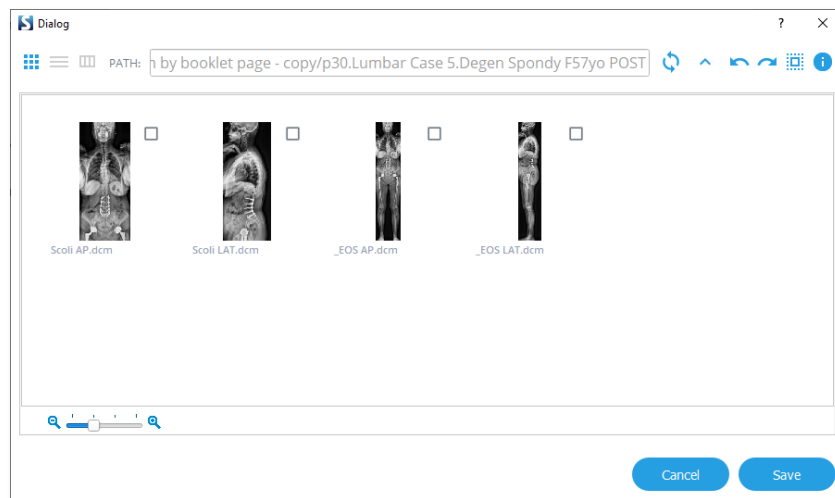 Dialog
?
PATH: n by booklet page - copy/p30.Lumbar Case 5.Degen Spondy F57yo POST
Scoli AP.dcm
Scoli LAT.dcm
_EOS AP.dcm
_EOS LAT.dcm
Cancel
Save